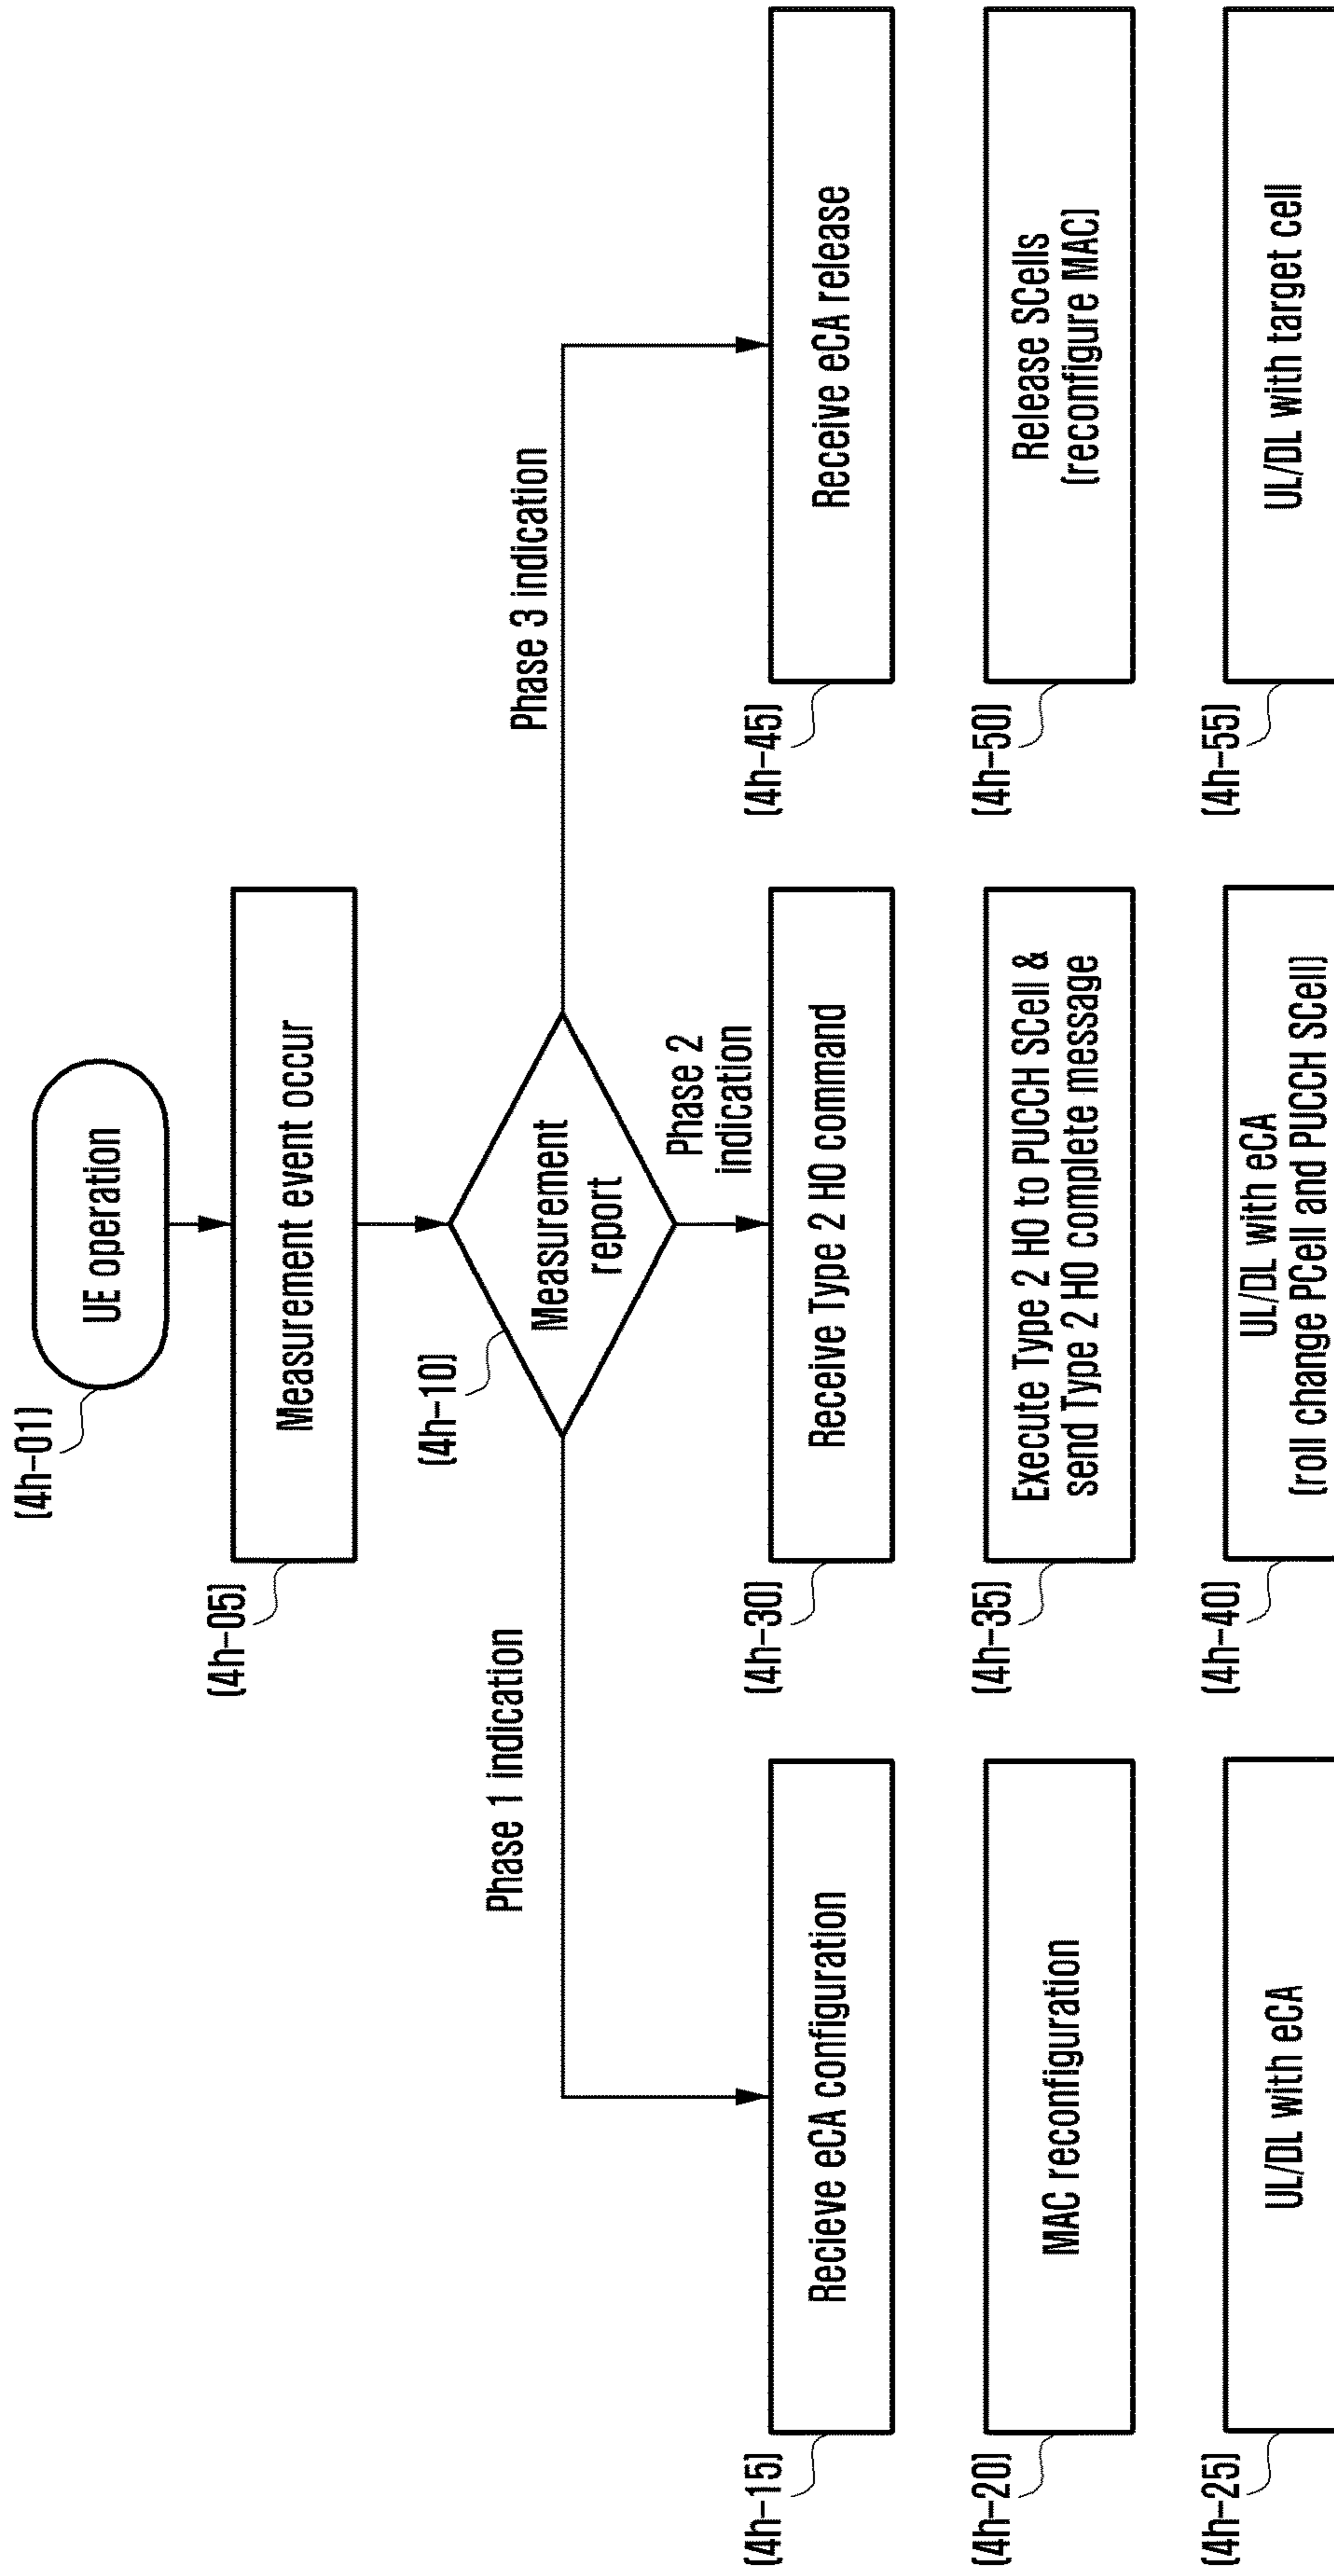 (4h-01)
UE operation
(4h-05)
Measurement event occur
(4h-10)
Measurement
report
Phase 1 indication
Phase 2
indication
Phase 3 indication
(4h-15)
Recieve eCA configuration
(4h-30)
Receive Type 2 HO command
(4h-45)
Receive eCA release
(4h-20)
MAC reconfiguration
(4h-35)
Execute Type 2 HO to PUCCH SCell &
send Type 2 HO complete message
(4h-50)
Release SCells
(reconfigure MAC)
(4h-25)
UL/DL with eCA
(4h-40)
UL/DL with eCA
(roll change PCell and PUCCH SCell)
(4h-55)
UL/DL with target cell